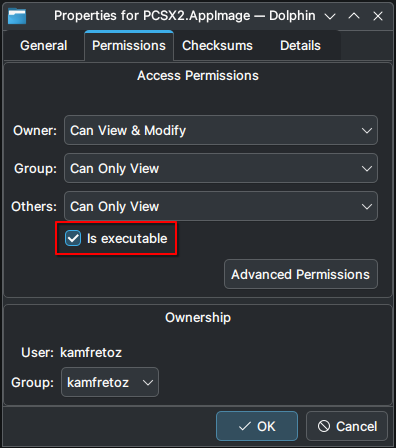 Properties for PCSX2.AppImage — Dolphin
General Permissions Checksums Details
Access Permissions
Owner: Can View & Modify
Group: Can Only View
Others: Can Only View
Is executable
Advanced Permissions
Ownership
User: kamfretoz
Group: kamfretoz
OK Cancel